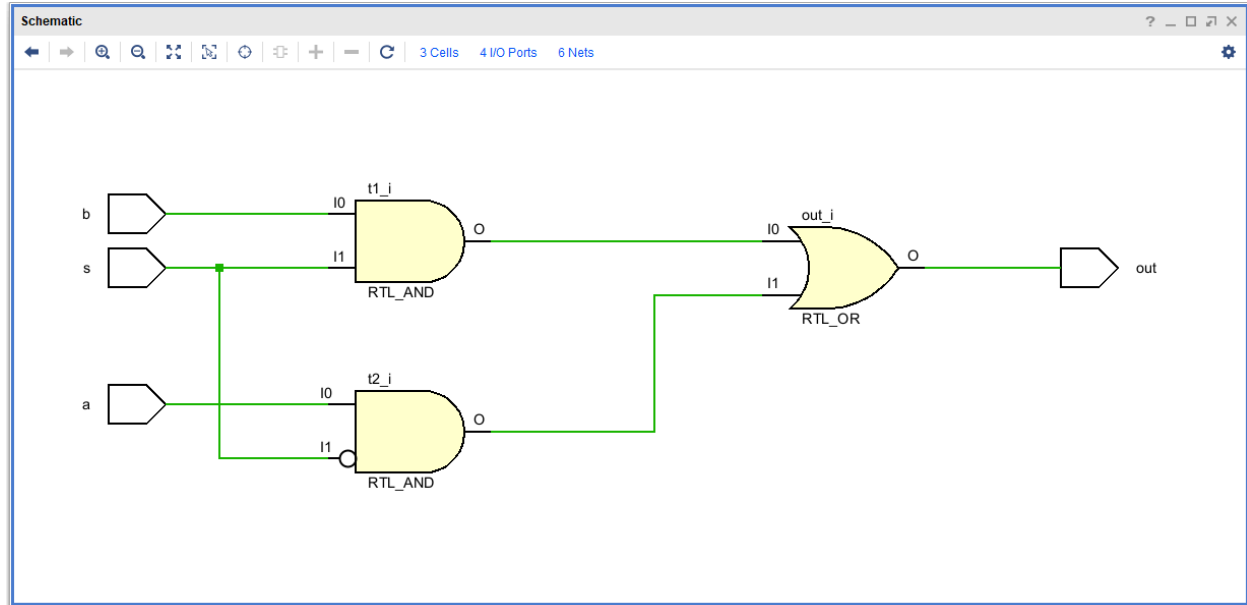 Schematic
3 Cells 4 I/O Ports 6 Nets
t1_i
b
I0
O
s
I1
RTL_AND
out_i
I0
O
out
I1
RTL_OR
t2_i
a
I0
O
I1
RTL_AND